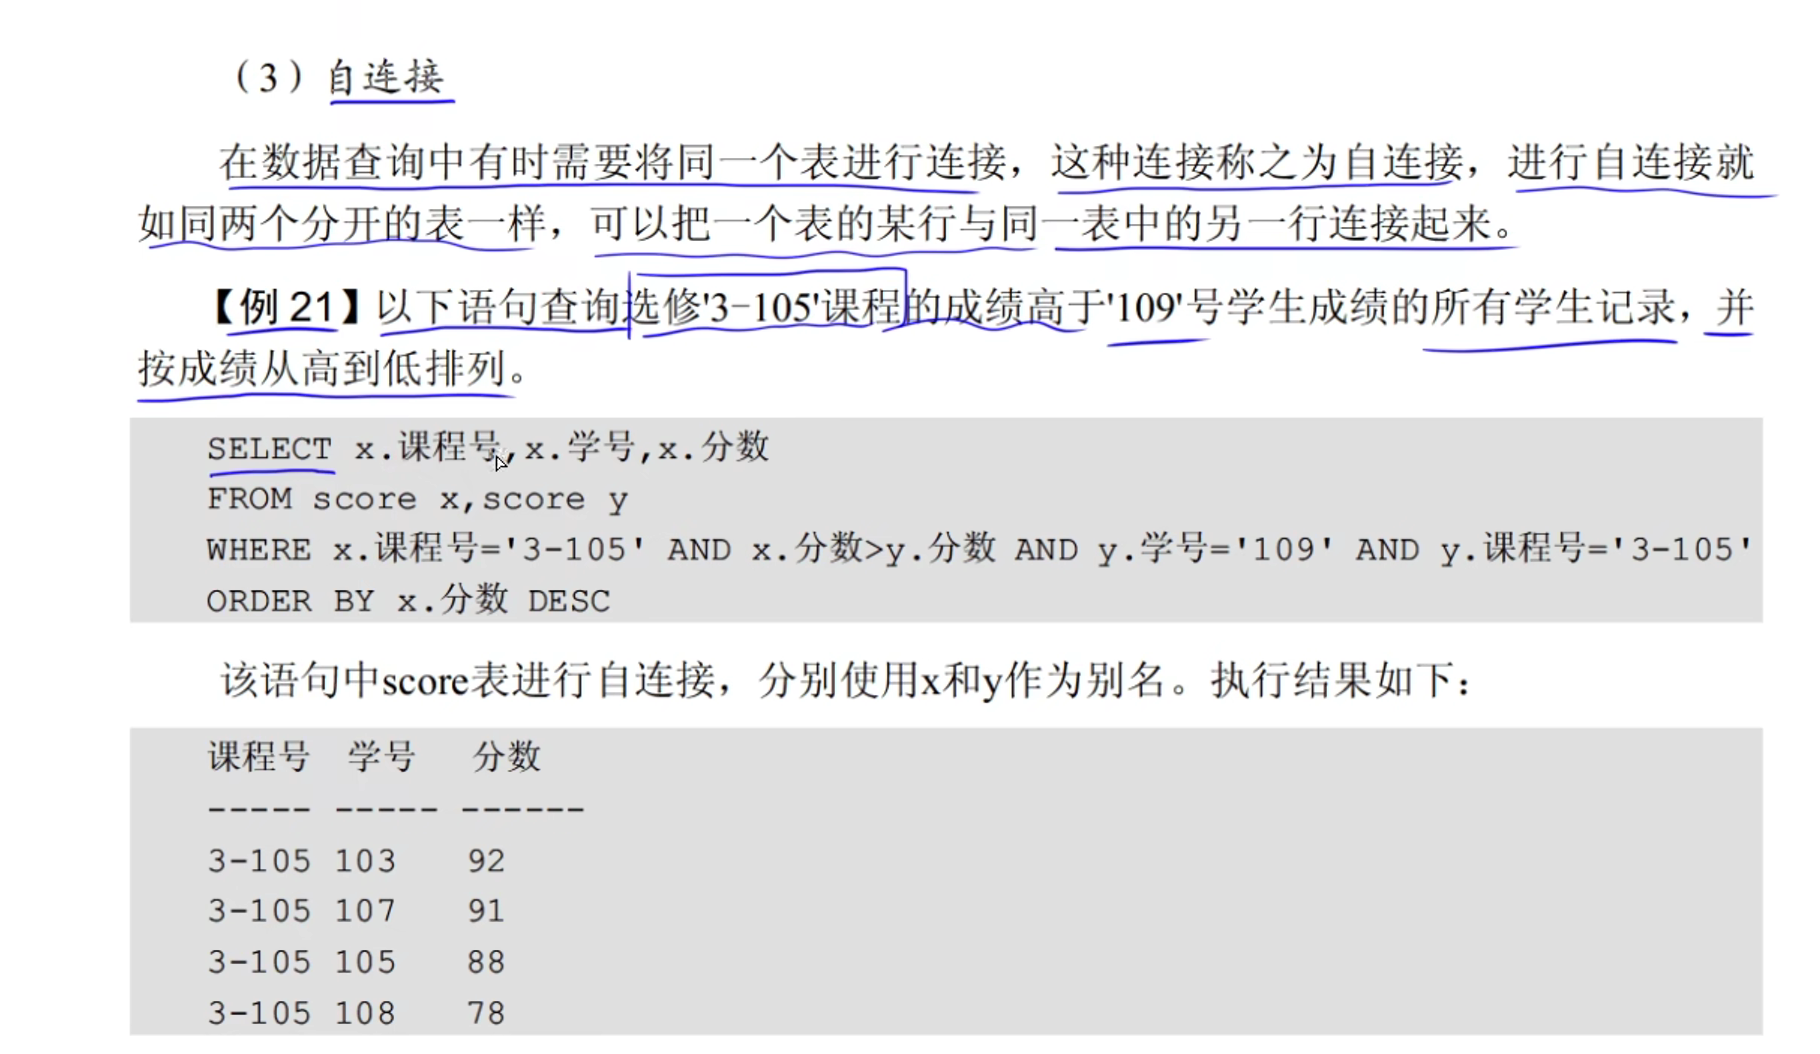 （3）自连接
在数据查询中有时需要将同一个表进行连接，这种连接称之为自连接，进行自连接就
如同两个分开的表一样，可以把一个表的某行与同一表中的另一行连接起来。
【例 21】以下语句查询选修'3-105'课程的成绩高于'109'号学生成绩的所有学生记录，并
按成绩从高到低排列。
SELECT x.课程号,x.学号,x.分数
FROM score x,score y
WHERE x.课程号='3-105' AND x.分数>y.分数 AND y.学号='109' AND y.课程号='3-105'
ORDER BY x.分数 DESC
该语句中score表进行自连接，分别使用x和y作为别名。执行结果如下：
课程号 学号 分数
----- ----- ------
3-105 103 92
3-105 107 91
3-105 105 88
3-105 108 78